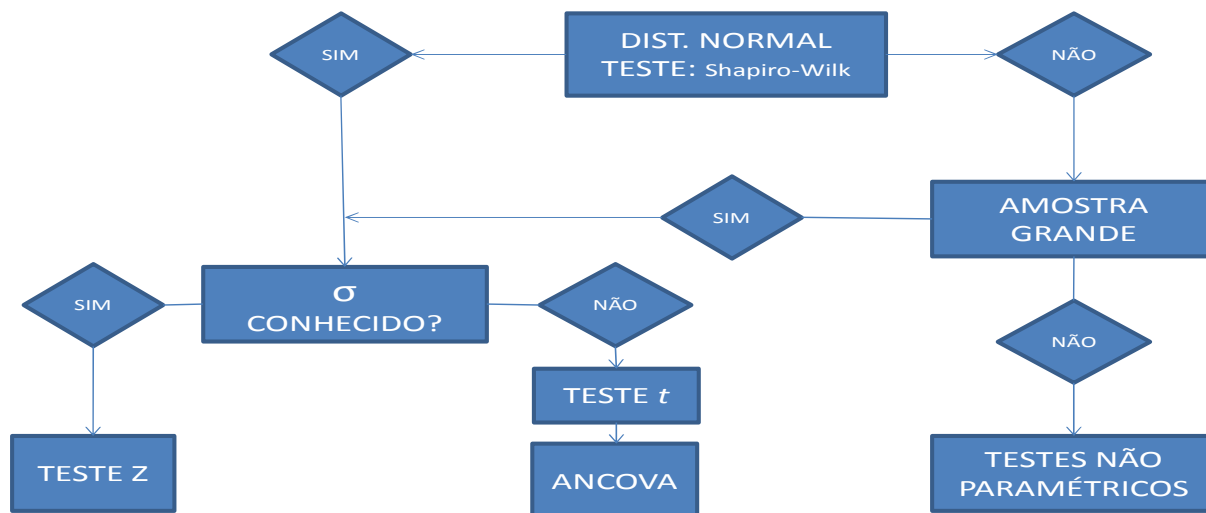 SIM
DIST. NORMAL
TESTE: Shapiro-Wilk
NÃO
SIM
AMOSTRA
GRANDE
SIM
σ
CONHECIDO?
NÃO
NÃO
TESTE t
TESTE Z
ANCOVA
TESTES NÃO
PARAMÉTRICOS